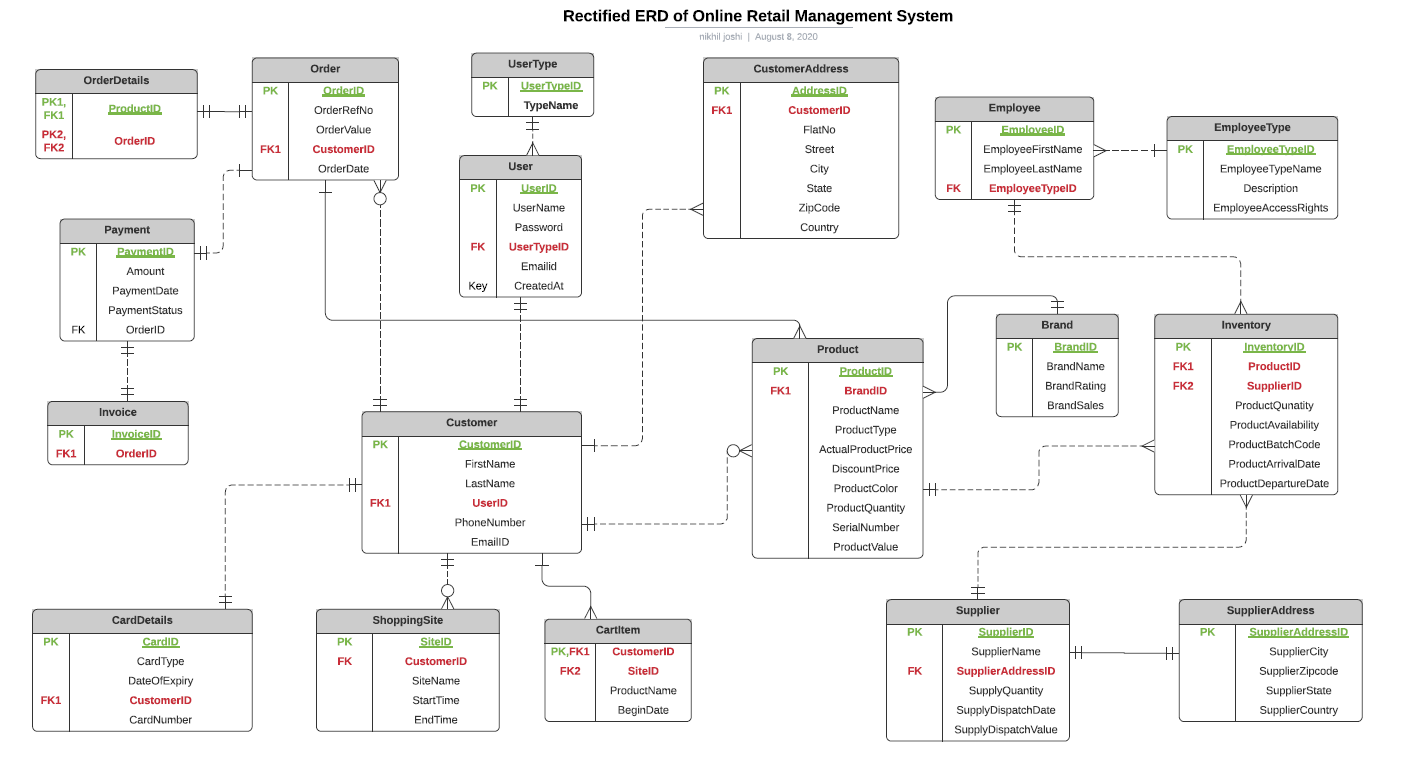 Rectified ERD of Online Retail Management System
nikhil joshi | August 8, 2020
OrderDetails
PK1, FK1 ProductID
PK2, FK2 OrderID
Order
PK OrderID
OrderRefNo
OrderValue
FK1 CustomerID
OrderDate
UserType
PK UserTypeID
TypeName
User
PK UserID
UserName
Password
FK UserTypeID
Emailid
Key CreatedAt
CustomerAddress
PK AddressID
FK1 CustomerID
FlatNo
Street
City
State
ZipCode
Country
Employee
PK EmployeeID
EmployeeFirstName
EmployeeLastName
FK EmployeeTypeID
EmployeeType
PK EmployeeTypeID
EmployeeTypeName
Description
EmployeeAccessRights
Payment
PK PaymentID
Amount
PaymentDate
PaymentStatus
FK OrderID
Invoice
PK InvoiceID
FK1 OrderID
Customer
PK CustomerID
FirstName
LastName
FK1 UserID
PhoneNumber
EmailID
Product
PK ProductID
FK1 BrandID
ProductName
ProductType
ActualProductPrice
DiscountPrice
ProductColor
ProductQuantity
SerialNumber
ProductValue
Brand
PK BrandID
BrandName
BrandRating
BrandSales
Inventory
PK InventoryID
FK1 ProductID
FK2 SupplierID
ProductQunatity
ProductAvailability
ProductBatchCode
ProductArrivalDate
ProductDepartureDate
CardDetails
PK CardID
CardType
DateOfExpiry
FK1 CustomerID
CardNumber
ShoppingSite
PK SiteID
FK CustomerID
SiteName
StartTime
EndTime
CartItem
PK,FK1 CustomerID
FK2 SiteID
ProductName
BeginDate
Supplier
PK SupplierID
SupplierName
FK SupplierAddressID
SupplyQuantity
SupplyDispatchDate
SupplyDispatchValue
SupplierAddress
PK SupplierAddressID
SupplierCity
SupplierZipcode
SupplierState
SupplierCountry